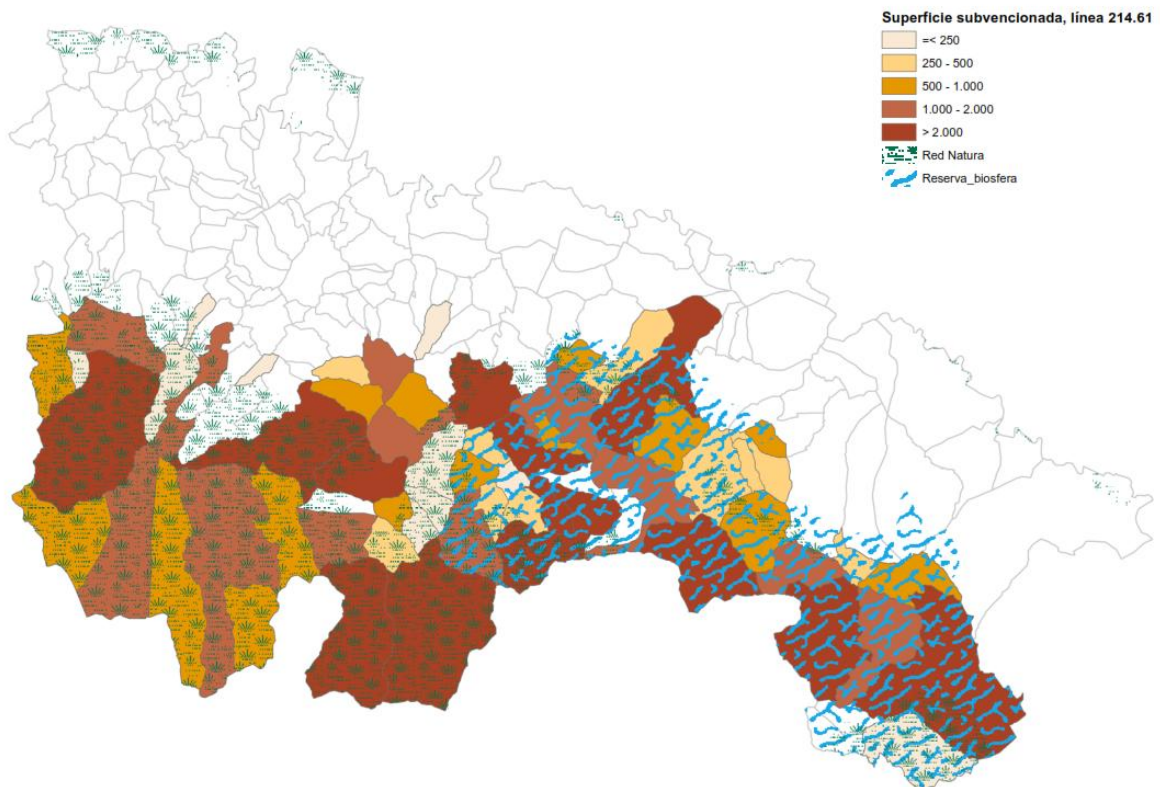 Superficie subvencionada, línea 214.61
=< 250
250 - 500
500 - 1.000
1.000 - 2.000
> 2.000
Red Natura
Reserva_biosfera